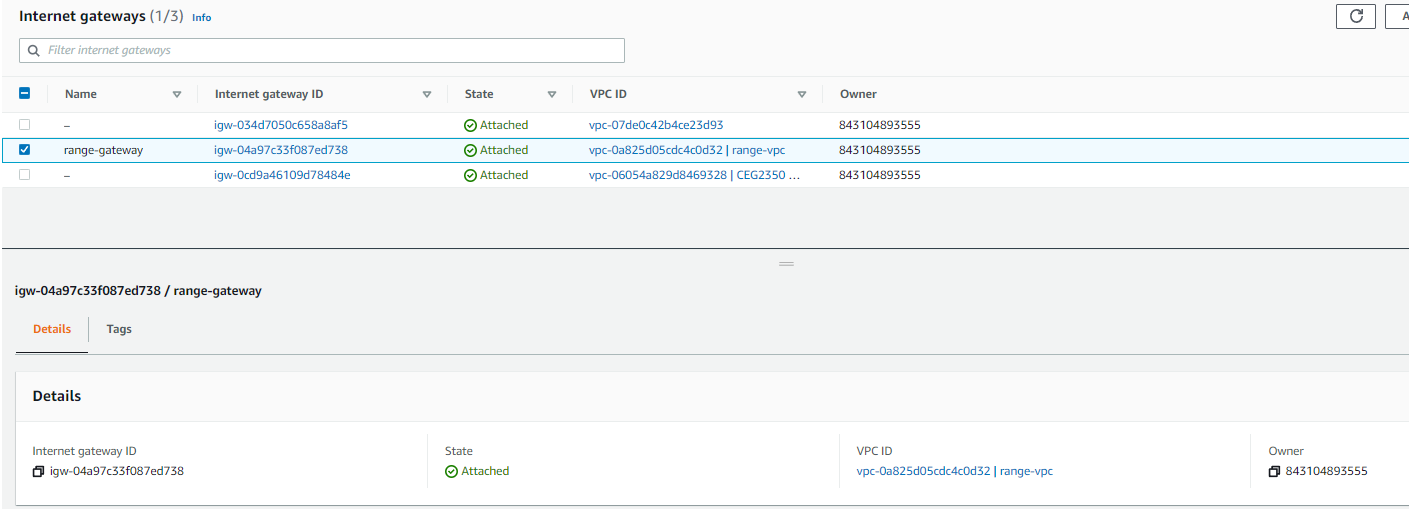 Internet gateways (1/3) Info
A
Filter internet gateways
Name Internet gateway ID State VPC ID Owner
– igw-034d7050c658a8af5 Attached vpc-07de0c42b4ce23d93 843104893555
range-gateway igw-04a97c33f087ed738 Attached vpc-0a825d05cdc4c0d32 | range-vpc 843104893555
– igw-0cd9a46109d78484e Attached vpc-06054a829d8469328 | CEG2350 ... 843104893555
igw-04a97c33f087ed738 / range-gateway
Details Tags
Details
Internet gateway ID State VPC ID Owner
igw-04a97c33f087ed738 Attached vpc-0a825d05cdc4c0d32 | range-vpc 843104893555